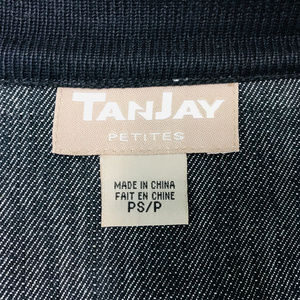 TANJAY
PETITES
MADE IN CHINA
FAIT EN CHINE
PS/P